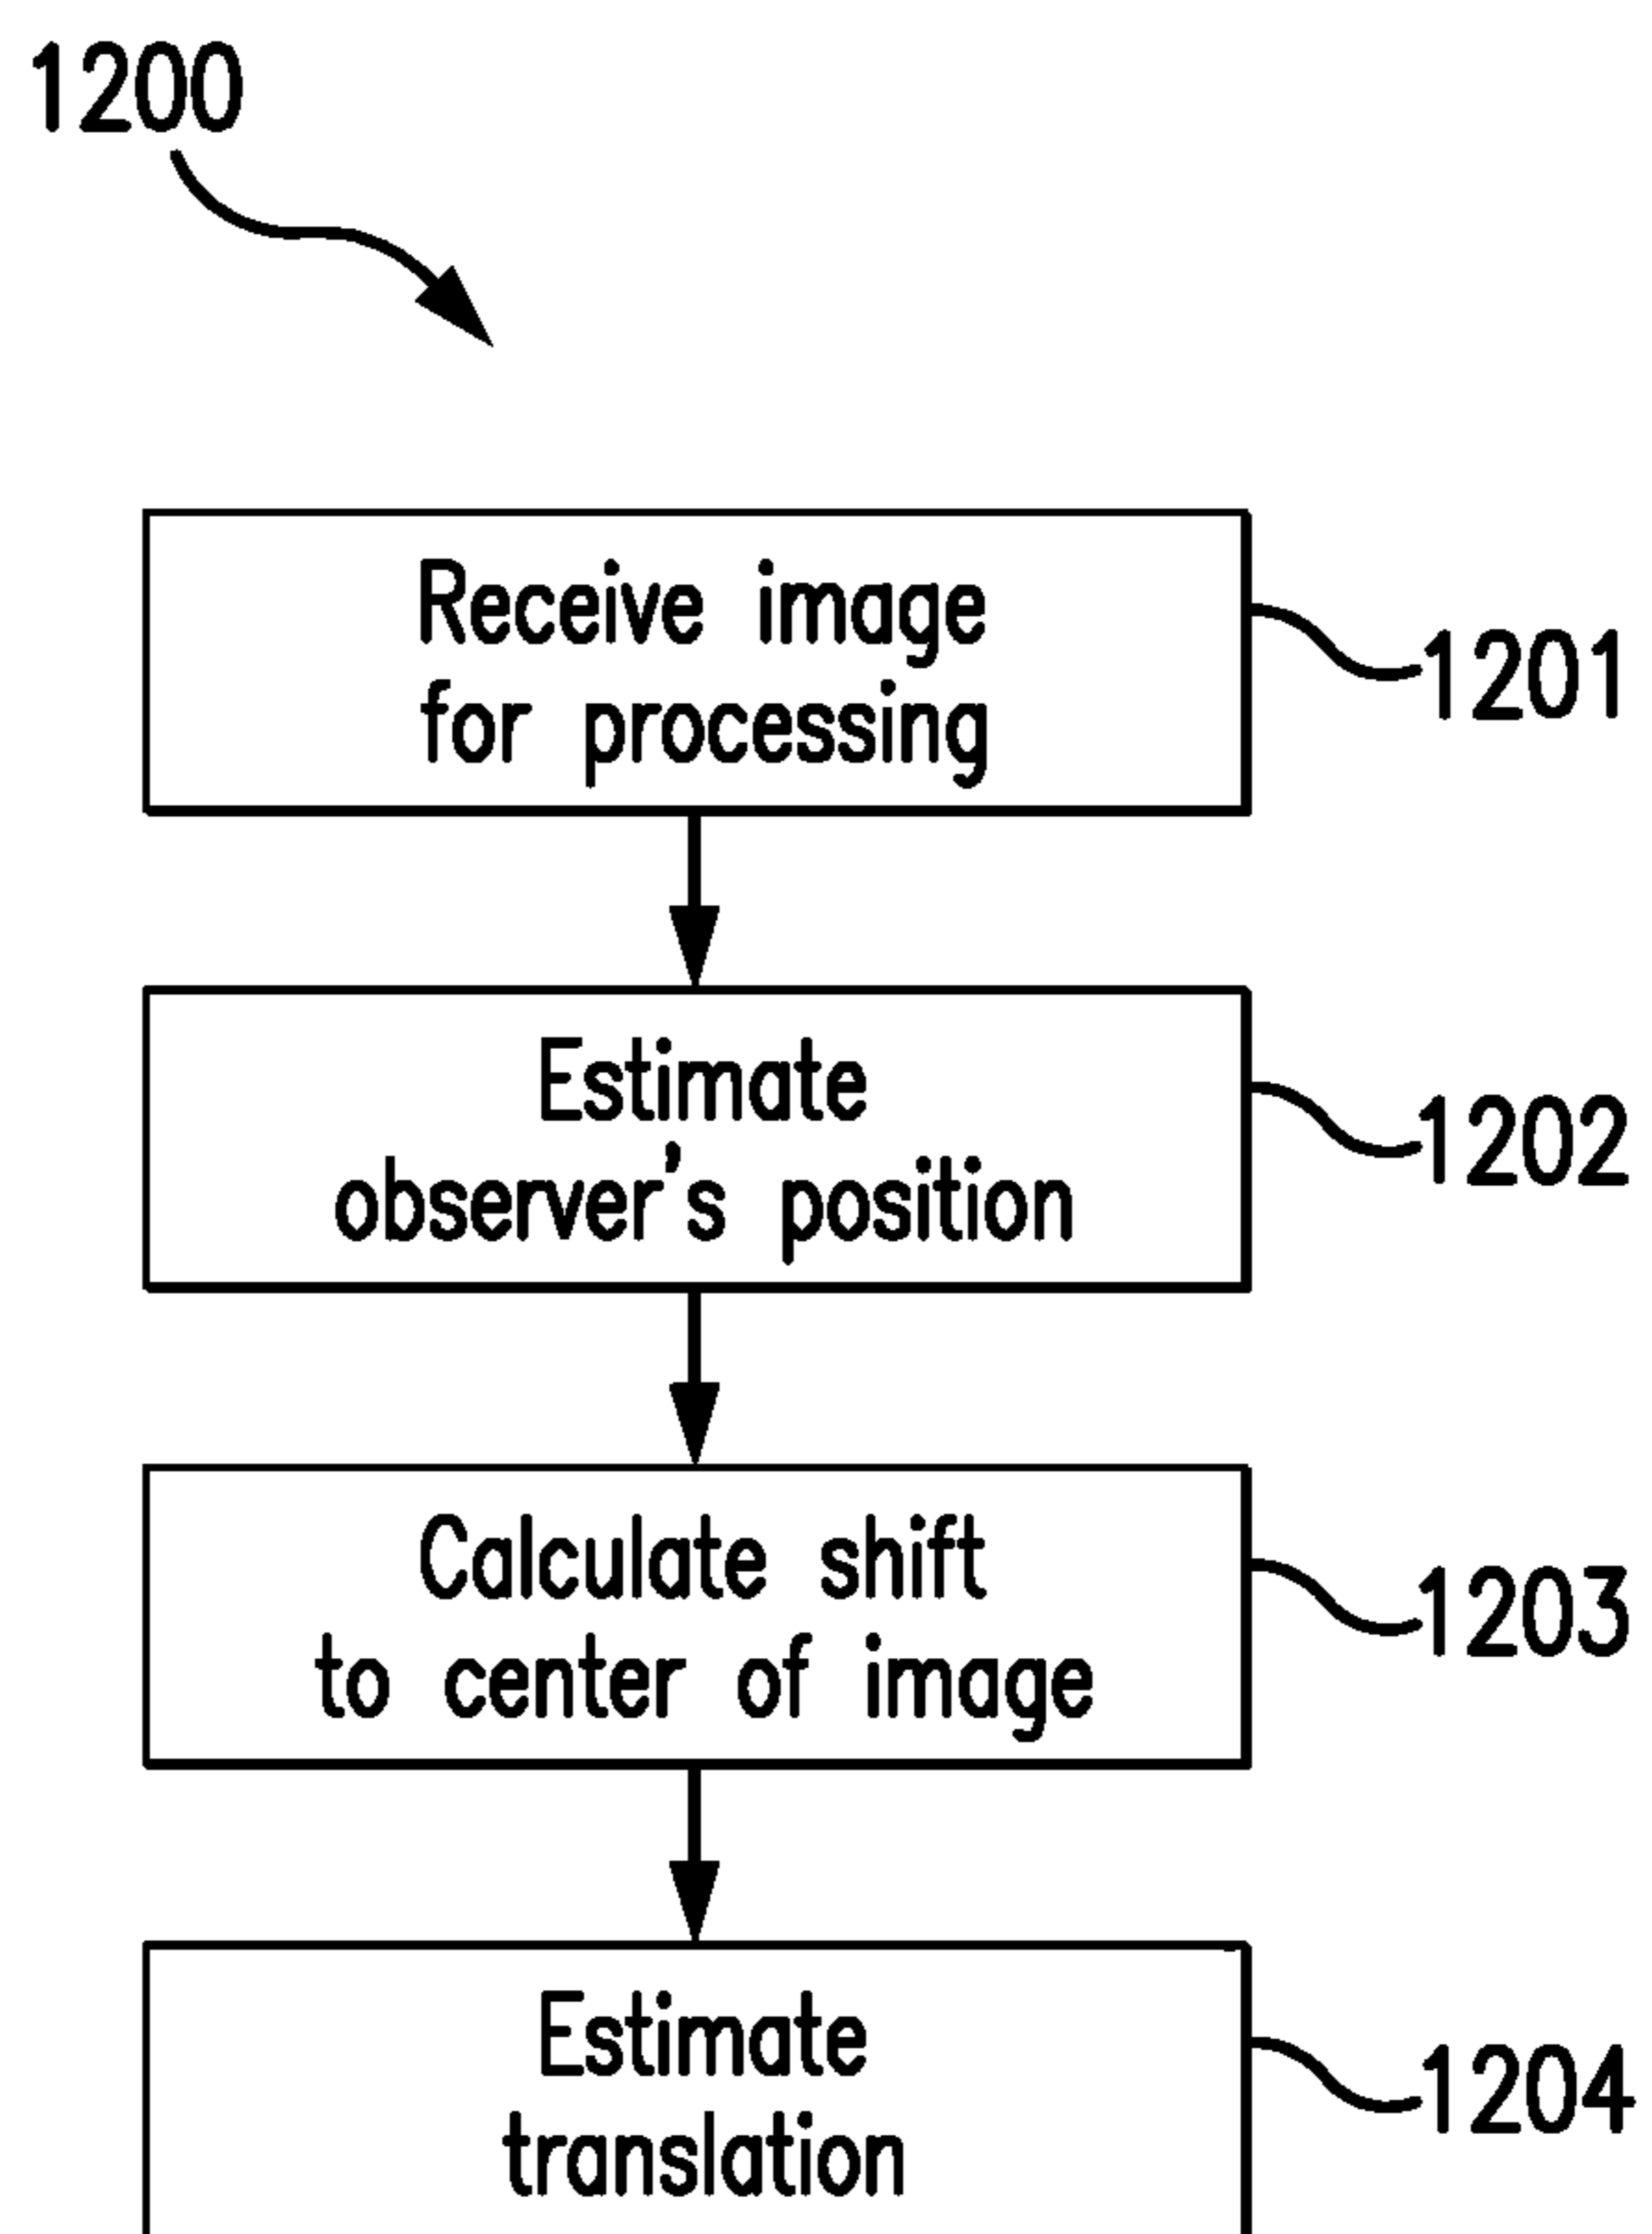 1200
Receive image
for processing
1201
Estimate
observer's position
1202
Calculate shift
to center of image
1203
Estimate
translation
1204